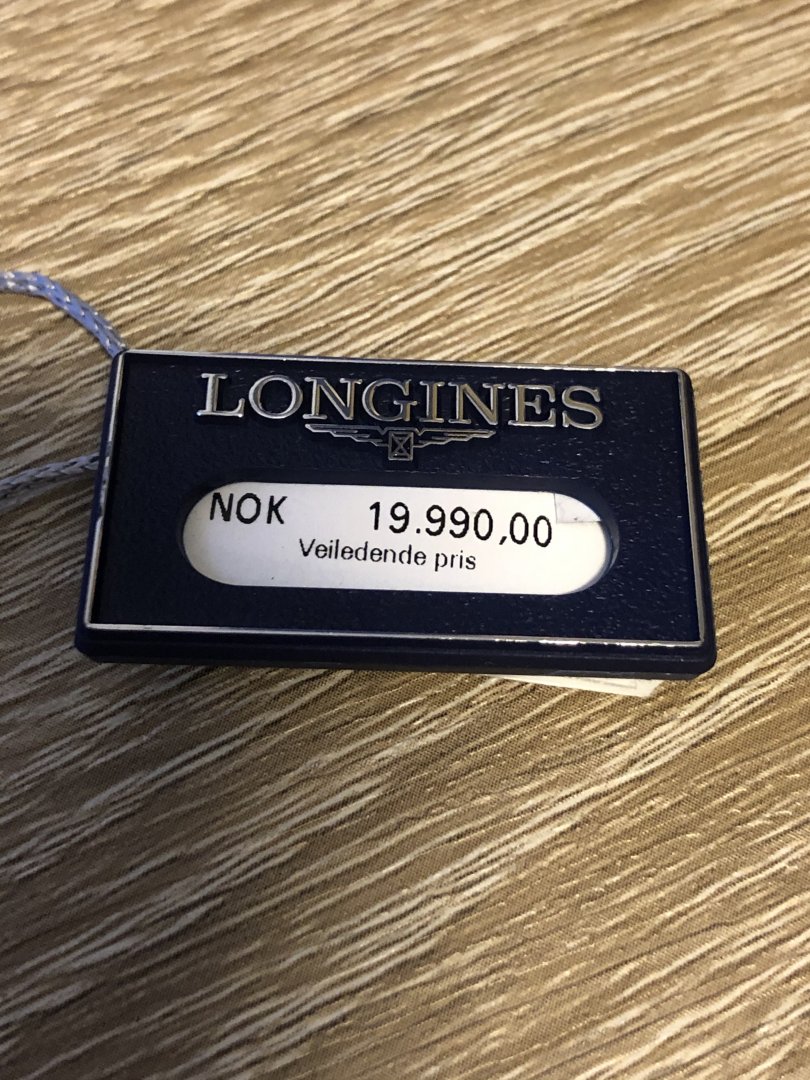 LONGINES
NOK 19.990,00
Veiledende pris